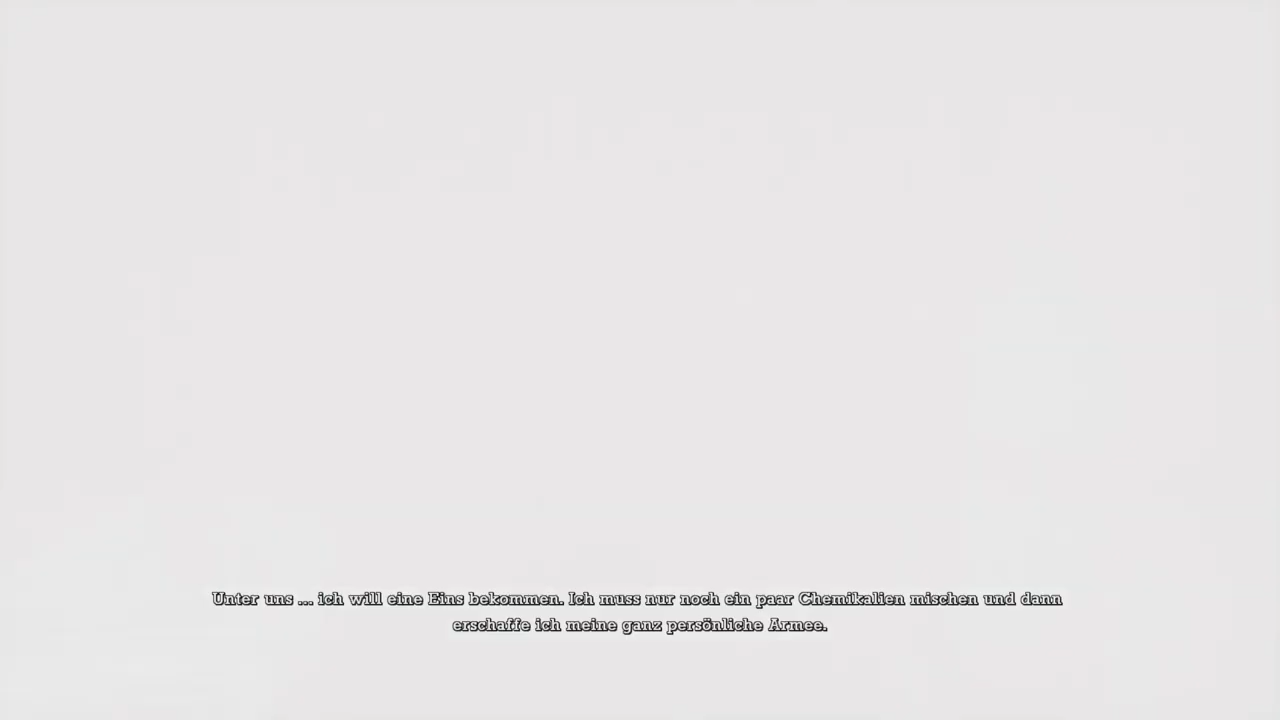 Unter uns ... ich will eine Eins bekommen. Ich muss nur noch ein paar Chemikalien mischen und dann
erschaffe ich meine ganz persönliche Armee.